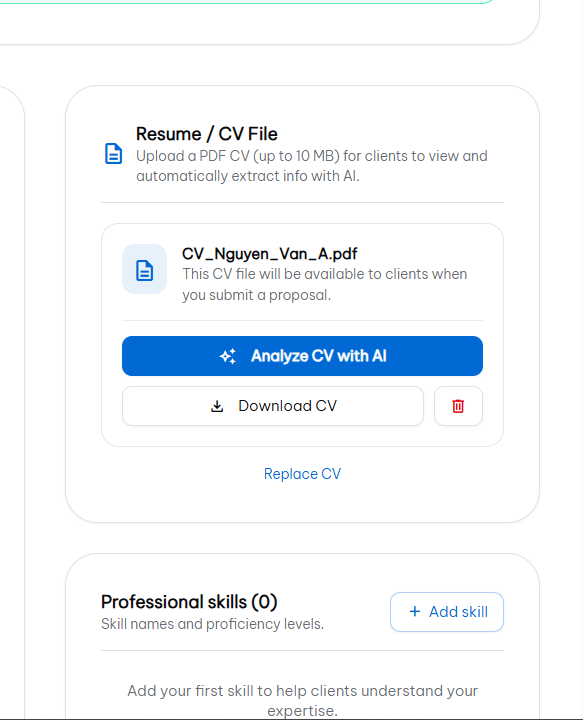 Resume / CV File
Upload a PDF CV (up to 10 MB) for clients to view and
automatically extract info with AI.
CV_Nguyen_Van_A.pdf
This CV file will be available to clients when
you submit a proposal.
Analyze CV with AI
Download CV
Replace CV
Professional skills (0)
+ Add skill
Skill names and proficiency levels.
Add your first skill to help clients understand your
expertise.